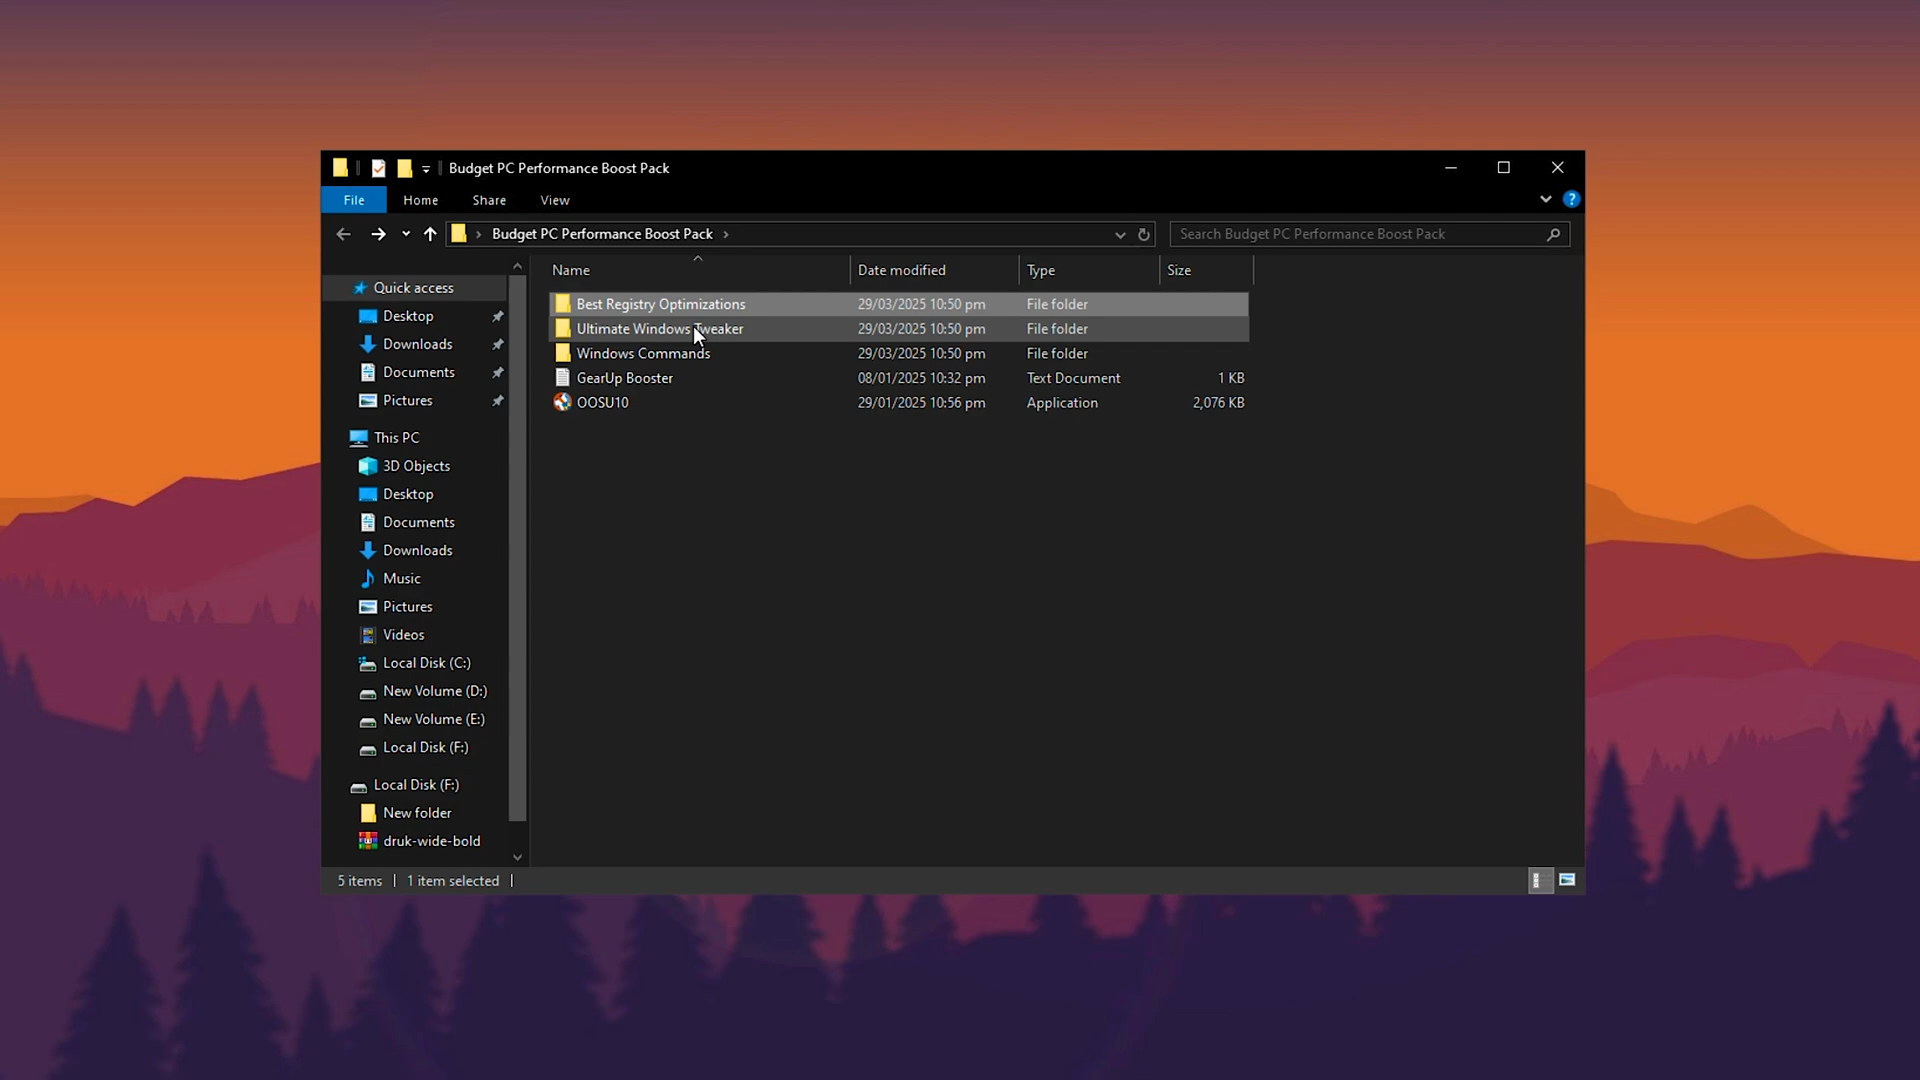 Budget PC Performance Boost Pack
File Home Share View ?
Budget PC Performance Boost Pack Search Budget PC Performance Boost Pack
Name Date modified Type Size
Quick access
Desktop
Downloads
Documents
Pictures
This PC
3D Objects
Desktop
Documents
Downloads
Music
Pictures
Videos
Local Disk (C:)
New Volume (D:)
New Volume (E:)
Local Disk (F:)
Local Disk (F:)
New folder
druk-wide-bold
Best Registry Optimizations 29/03/2025 10:50 pm File folder
Ultimate Windows Tweaker 29/03/2025 10:50 pm File folder
Windows Commands 29/03/2025 10:50 pm File folder
GearUp Booster 08/01/2025 10:32 pm Text Document 1 KB
OOSU10 29/01/2025 10:56 pm Application 2,076 KB
5 items 1 item selected